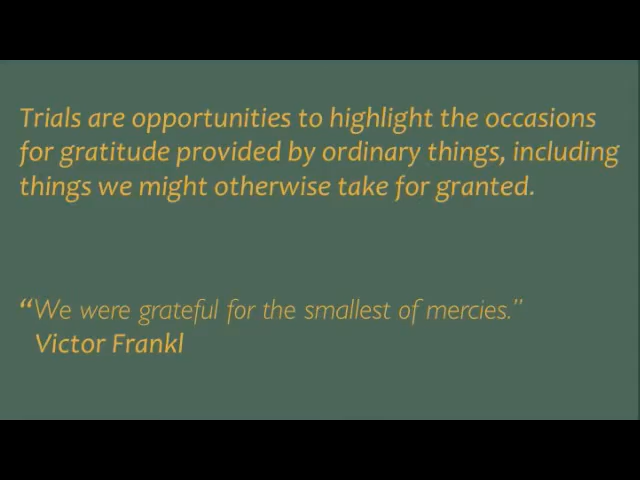 Trials are opportunities to highlight the occasions
for gratitude provided by ordinary things, including
things we might otherwise take for granted.
“We were grateful for the smallest of mercies.”
Victor Frankl